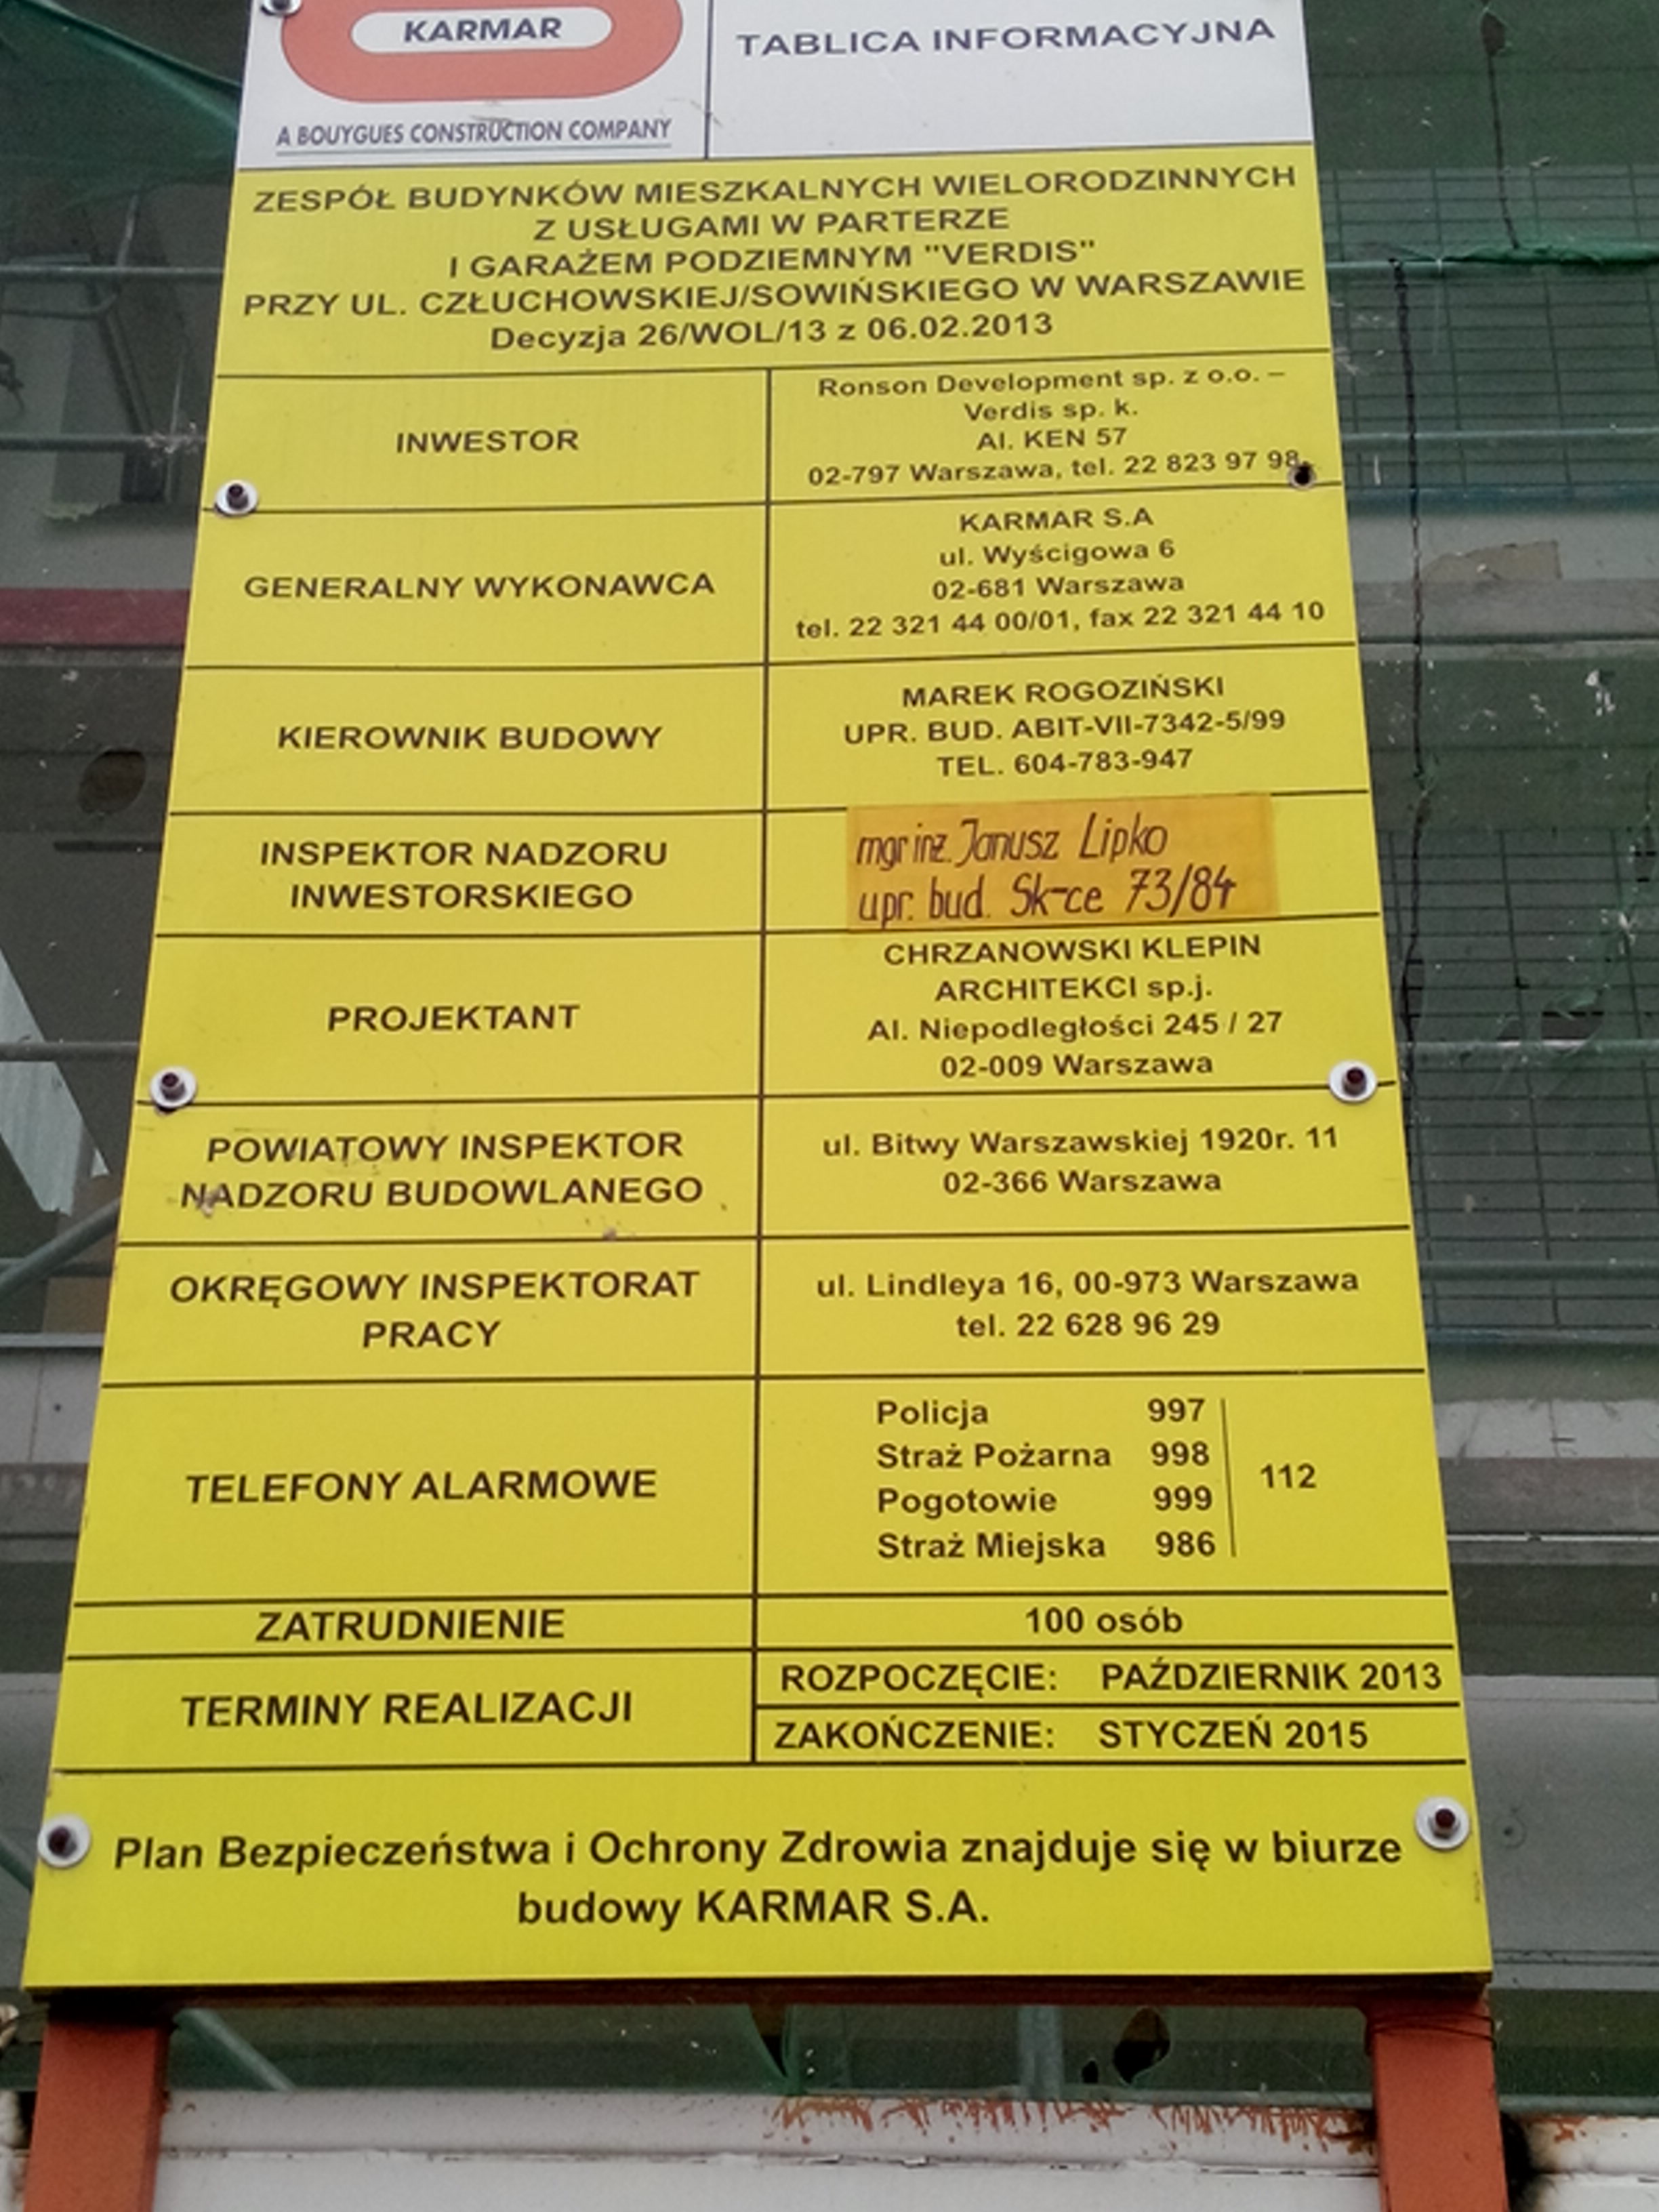 KARMAR
A BOUYGUES CONSTRUCTION COMPANY
TABLICA INFORMACYJNA
ZESPÓŁ BUDYNKÓW MIESZKALNYCH WIELORODZINNYCH
Z USŁUGAMI W PARTERZE
I GARAŻEM PODZIEMNYM "VERDIS"
PRZY UL. CZŁUCHOWSKIEJ/SOWIŃSKIEGO W WARSZAWIE
Decyzja 26/WOL/13 z 06.02.2013
INWESTOR
Ronson Development sp. z o.o. –
Verdis sp. k.
Al. KEN 57
02-797 Warszawa, tel. 22 823 97 98
GENERALNY WYKONAWCA
KARMAR S.A
ul. Wyścigowa 6
02-681 Warszawa
tel. 22 321 44 00/01, fax 22 321 44 10
KIEROWNIK BUDOWY
MAREK ROGOZIŃSKI
UPR. BUD. ABIT-VII-7342-5/99
TEL. 604-783-947
INSPEKTOR NADZORU
INWESTORSKIEGO
mgr inż. Janusz Lipko
upr. bud. Sk-ce 73/84
PROJEKTANT
CHRZANOWSKI KLEPIN
ARCHITEKCI sp.j.
Al. Niepodległości 245 / 27
02-009 Warszawa
POWIATOWY INSPEKTOR
NADZORU BUDOWLANEGO
ul. Bitwy Warszawskiej 1920r. 11
02-366 Warszawa
OKRĘGOWY INSPEKTORAT
PRACY
ul. Lindleya 16, 00-973 Warszawa
tel. 22 628 96 29
TELEFONY ALARMOWE
Policja 997
Straż Pożarna 998
Pogotowie 999
Straż Miejska 986
112
ZATRUDNIENIE
100 osób
TERMINY REALIZACJI
ROZPOCZĘCIE: PAŹDZIERNIK 2013
ZAKOŃCZENIE: STYCZEŃ 2015
Plan Bezpieczeństwa i Ochrony Zdrowia znajduje się w biurze
budowy KARMAR S.A.